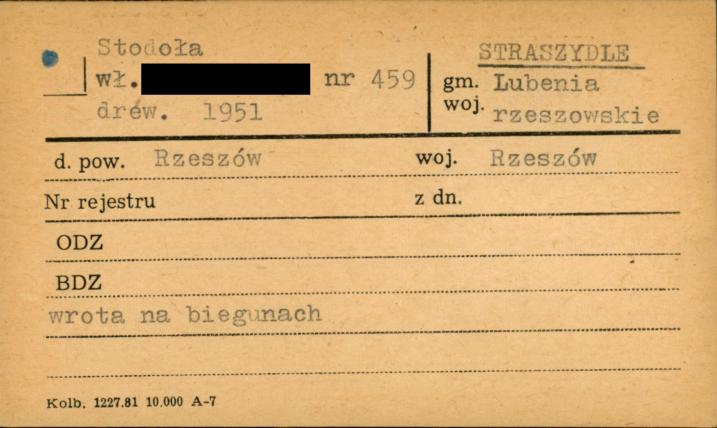 Stodoła
wł. nr 459
drew. 1951
STRASZYDLE
gm. Lubenia
woj. rzeszowskie
d. pow. Rzeszów woj. Rzeszów
Nr rejestru z dn.
ODZ
BDZ
wrota na biegunach
Kolb. 1227.81 10.000 A-7